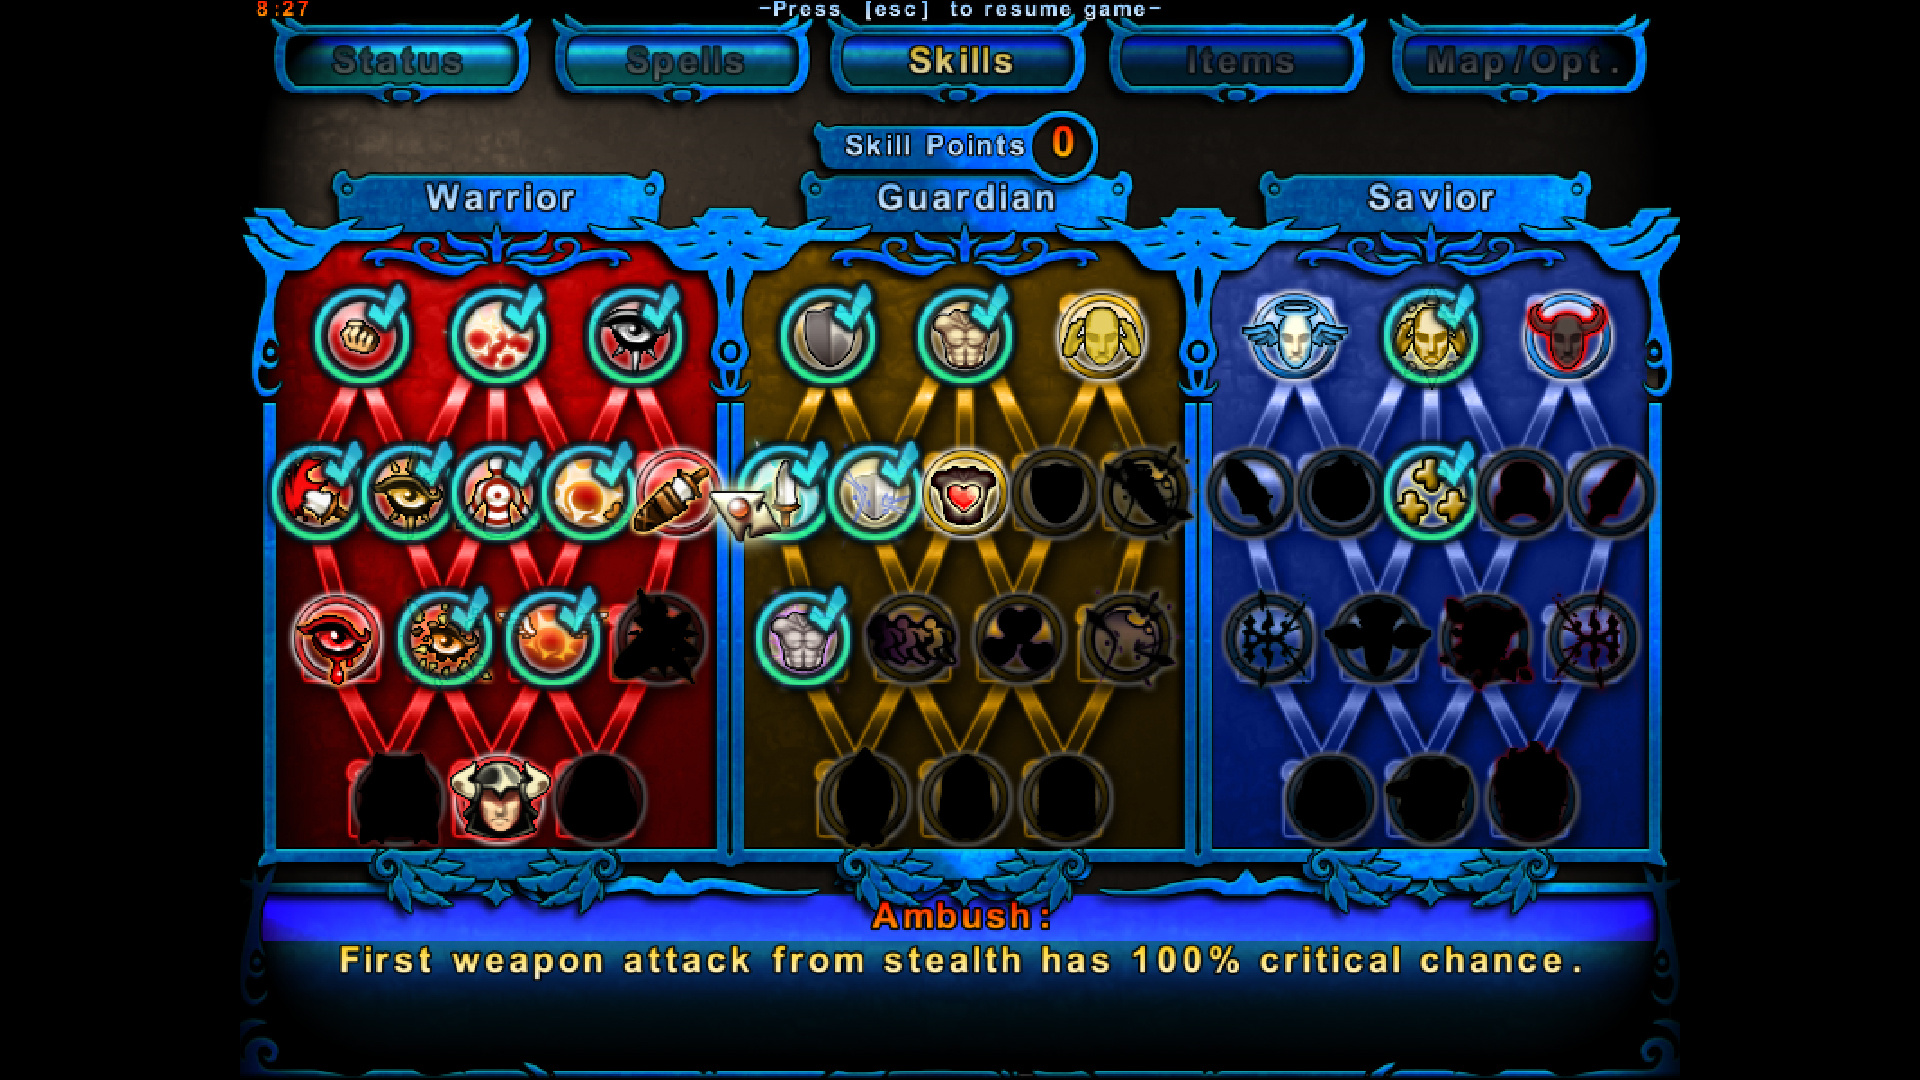 8:27
-Press [esc] to resume game-
Status Spells Skills Items Map/Opt.
Skill Points 0
Warrior Guardian Savior
Ambush:
First weapon attack from stealth has 100% critical chance.